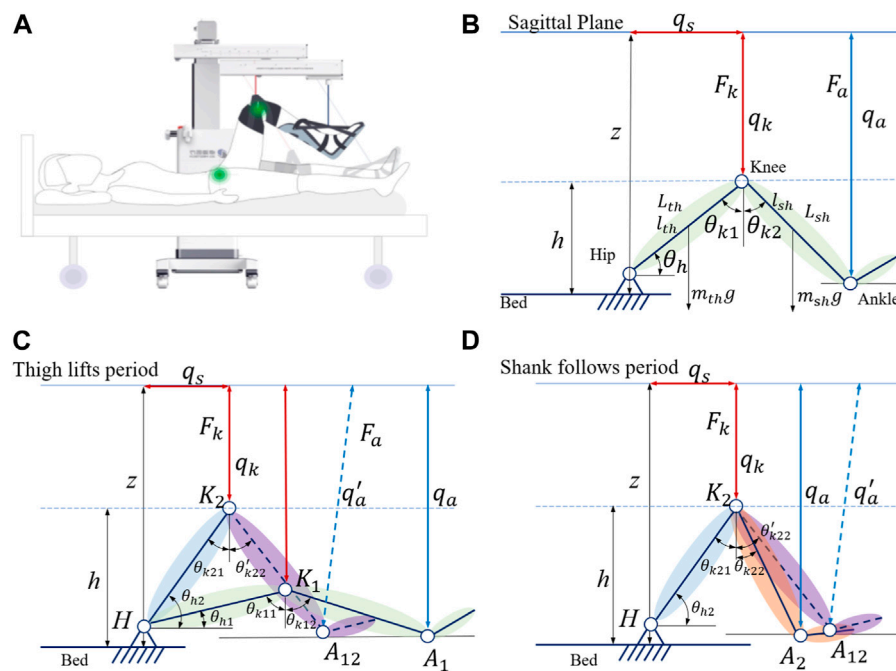 A
B
Sagittal Plane
q_s
F_k
F_a
q_k
q_a
z
Knee
L_th
l_th
l_sh
L_sh
θ_k1
θ_k2
h
Hip
θ_h
Bed
m_th g
m_sh g
Ankle
C
Thigh lifts period
q_s
F_k
F_a
q_k
z
q'_a
q_a
K_2
h
θ_k21
θ'_k22
K_1
θ_h2
H
θ_h1
θ_k11
θ_k12
A_12
A_1
Bed
D
Shank follows period
q_s
F_k
q_k
z
q_a
q'_a
K_2
θ'_k22
h
θ_k21
θ_k22
H
θ_h2
A_2
A_12
Bed